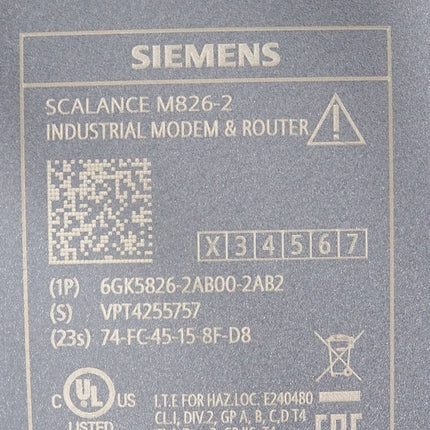 SIEMENS
SCALANCE M826-2
INDUSTRIAL MODEM & ROUTER
X 3 4 5 6 7
(1P) 6GK5826-2AB00-2AB2
(S) VPT4255757
(23s) 74-FC-45-15-8F-D8
C UL US I.T.E FOR HAZ.LOC. E240480
LISTED CL.I, DIV.2, GP A, B, C, D T4
EAC